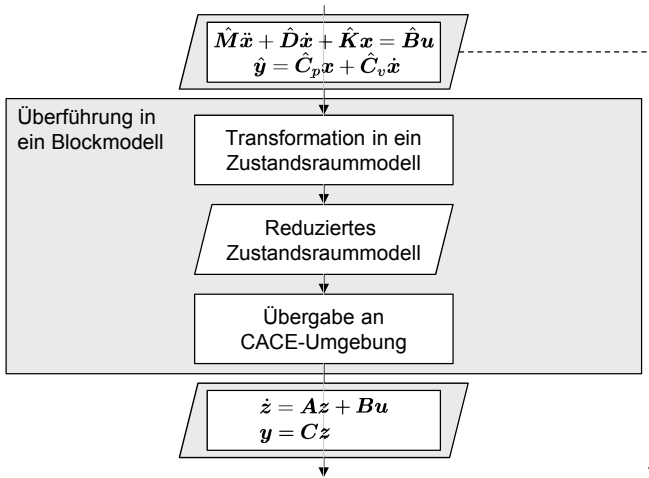 M̂ẍ + D̂ẋ + K̂x = B̂u
ŷ = Ĉ_p x + Ĉ_v ẋ
Überführung in
ein Blockmodell
Transformation in ein
Zustandsraummodell
Reduziertes
Zustandsraummodell
Übergabe an
CACE-Umgebung
ż = Az + Bu
y = Cz